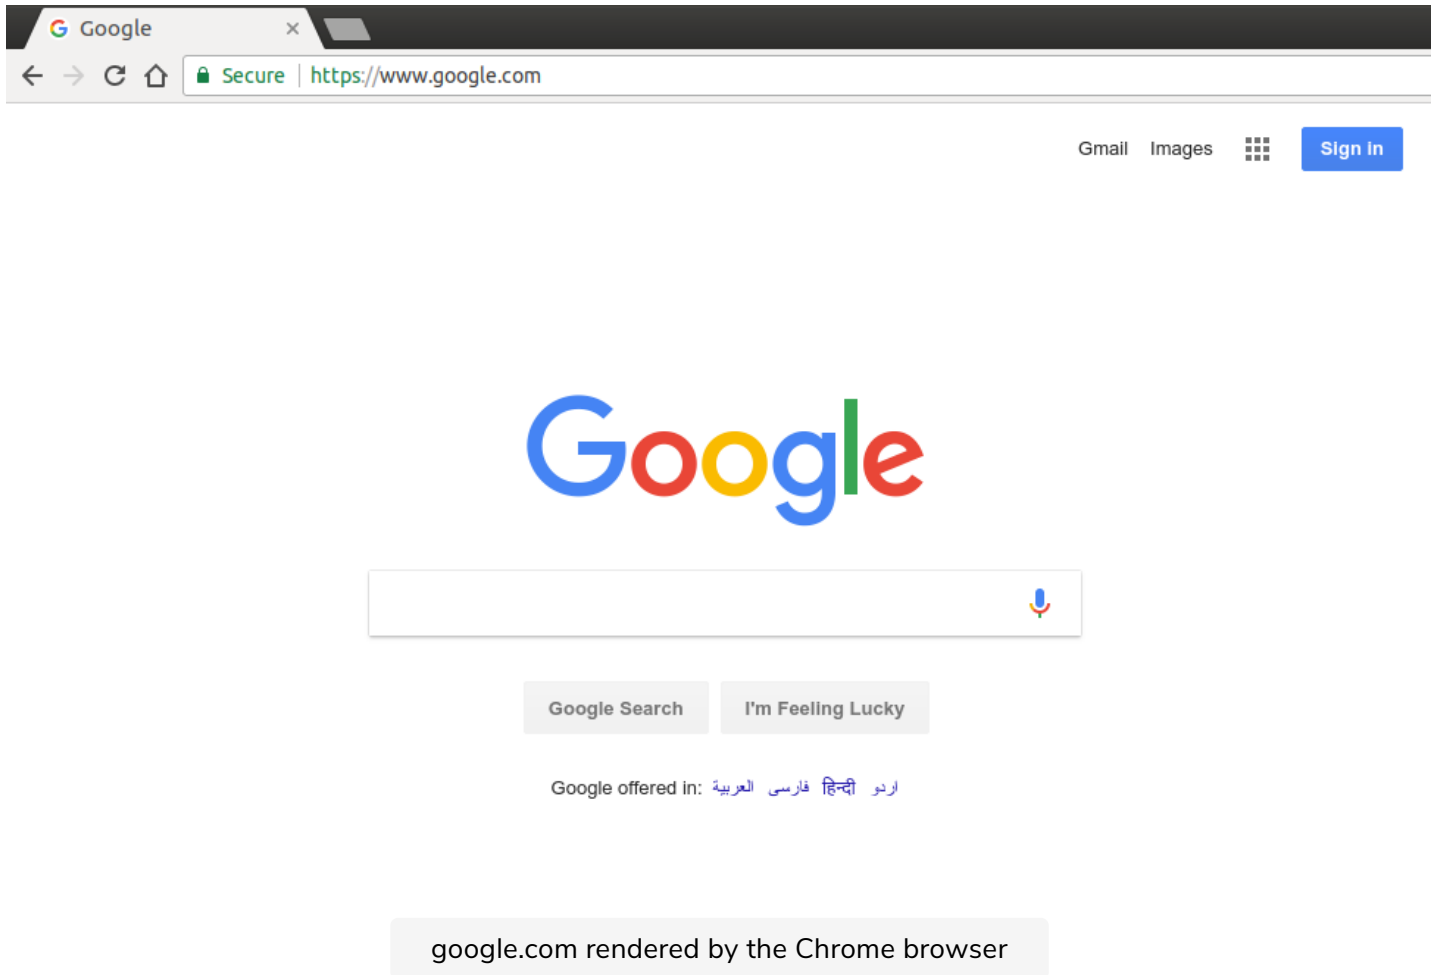 Google
Secure | https://www.google.com
Gmail Images Sign in
Google
Google Search I'm Feeling Lucky
Google offered in: العربية فارسی हिन्दी اردو
google.com rendered by the Chrome browser